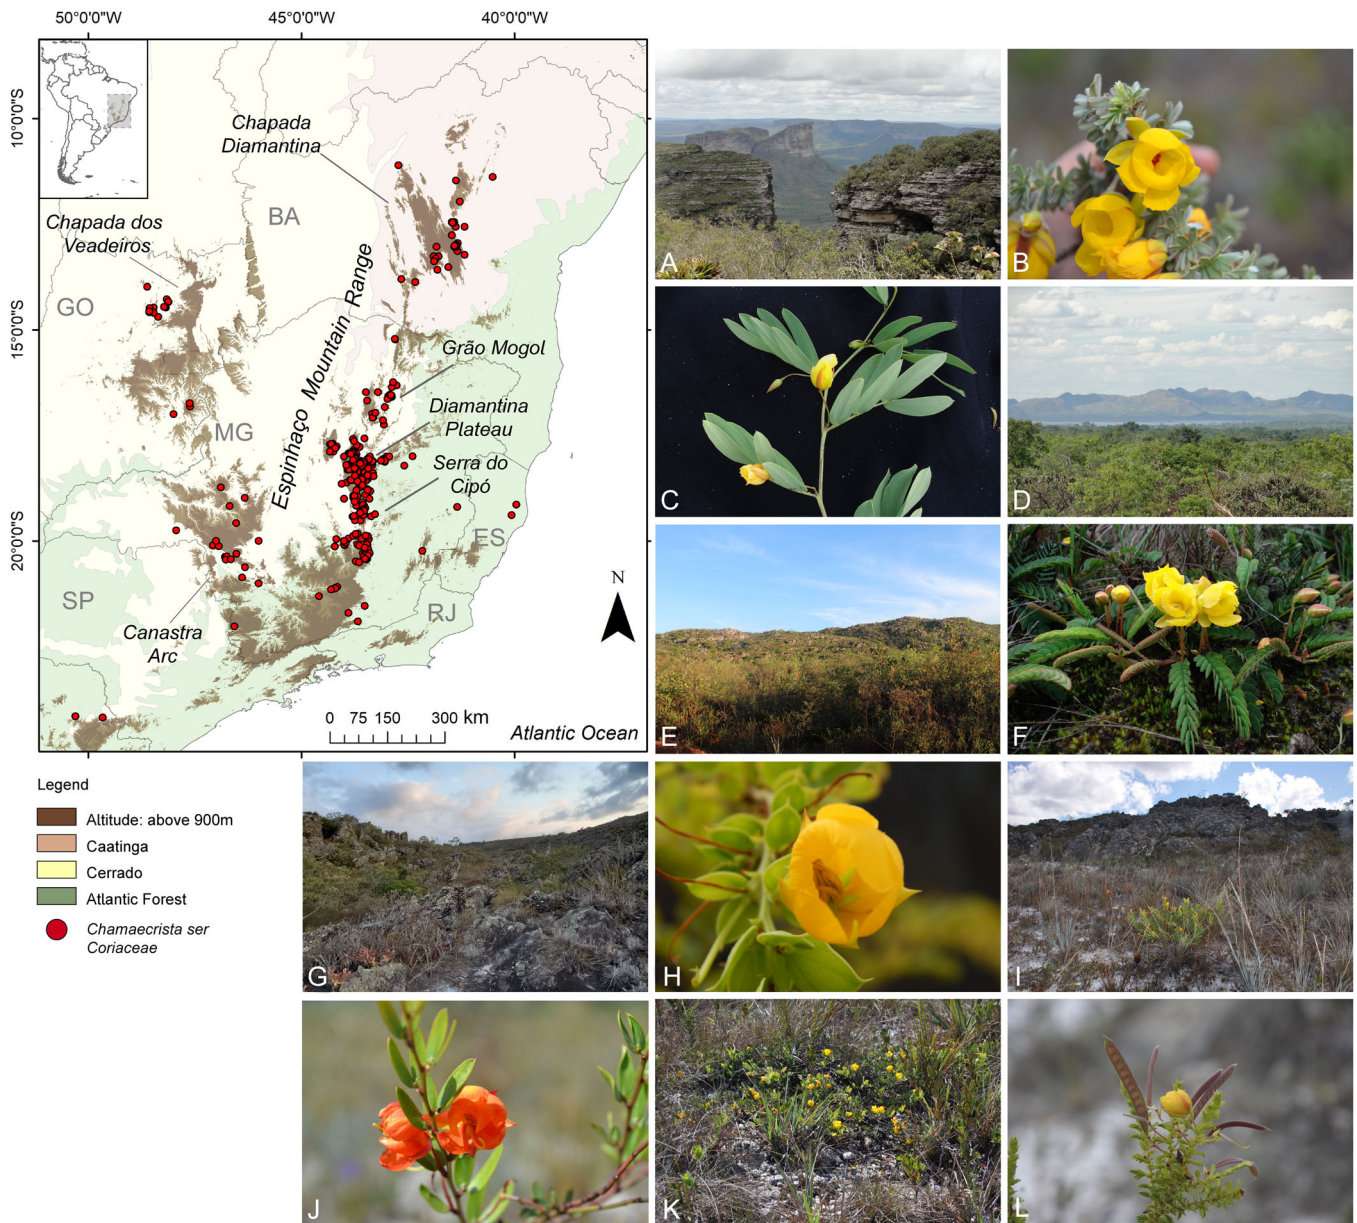 50°0'0"W
45°0'0"W
40°0'0"W
10°0'0"S
15°0'0"S
20°0'0"S
Chapada
Diamantina
Chapada dos
Veadeíros
BA
GO
Espinhaço Mountain Range
Grão Mogol
MG
Diamantina
Plateau
Serra do
Cipó
ES
SP
RJ
Canastra
Arc
N
0 75 150 300 km
Atlantic Ocean
Legend
Altitude: above 900m
Caatinga
Cerrado
Atlantic Forest
Chamaecrista ser
Coriaceae
A
B
C
D
E
F
G
H
I
J
K
L